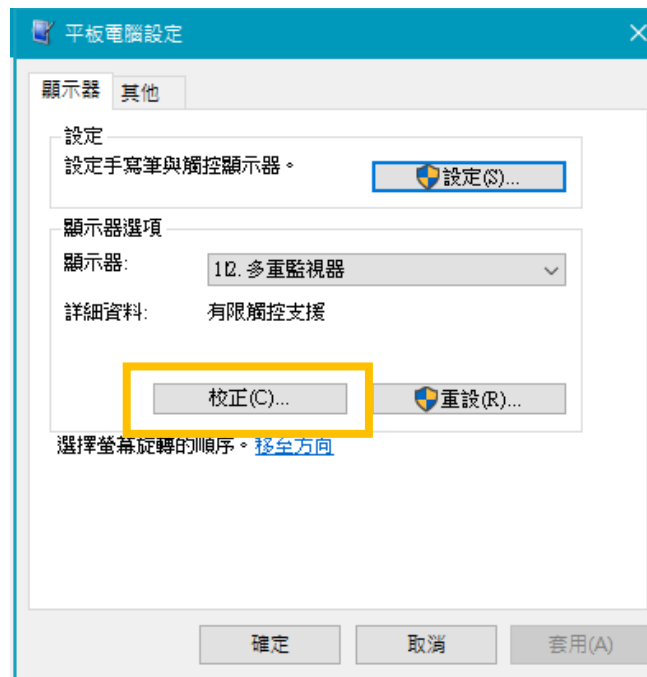 平板電腦設定
顯示器 其他
設定
設定手寫筆與觸控顯示器。 設定(S)...
顯示器選項
顯示器: 1|2. 多重監視器
詳細資料: 有限觸控支援
校正(C)... 重設(R)...
選擇螢幕旋轉的順序。移至方向
確定 取消 套用(A)